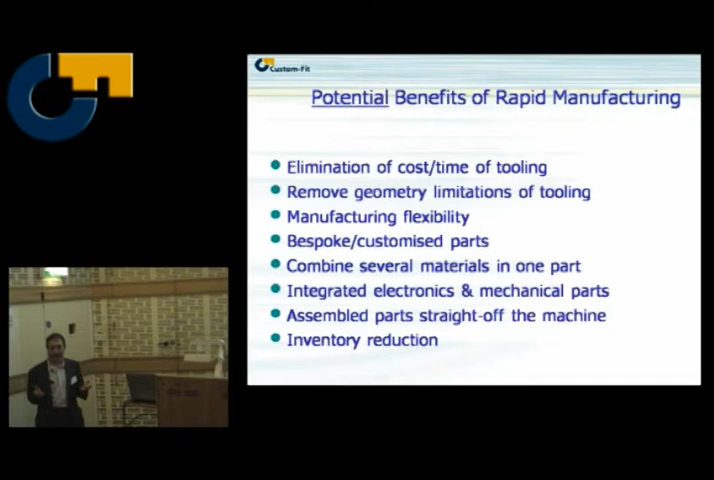 Custom-Fit
Potential Benefits of Rapid Manufacturing
Elimination of cost/time of tooling
Remove geometry limitations of tooling
Manufacturing flexibility
Bespoke/customised parts
Combine several materials in one part
Integrated electronics & mechanical parts
Assembled parts straight-off the machine
Inventory reduction